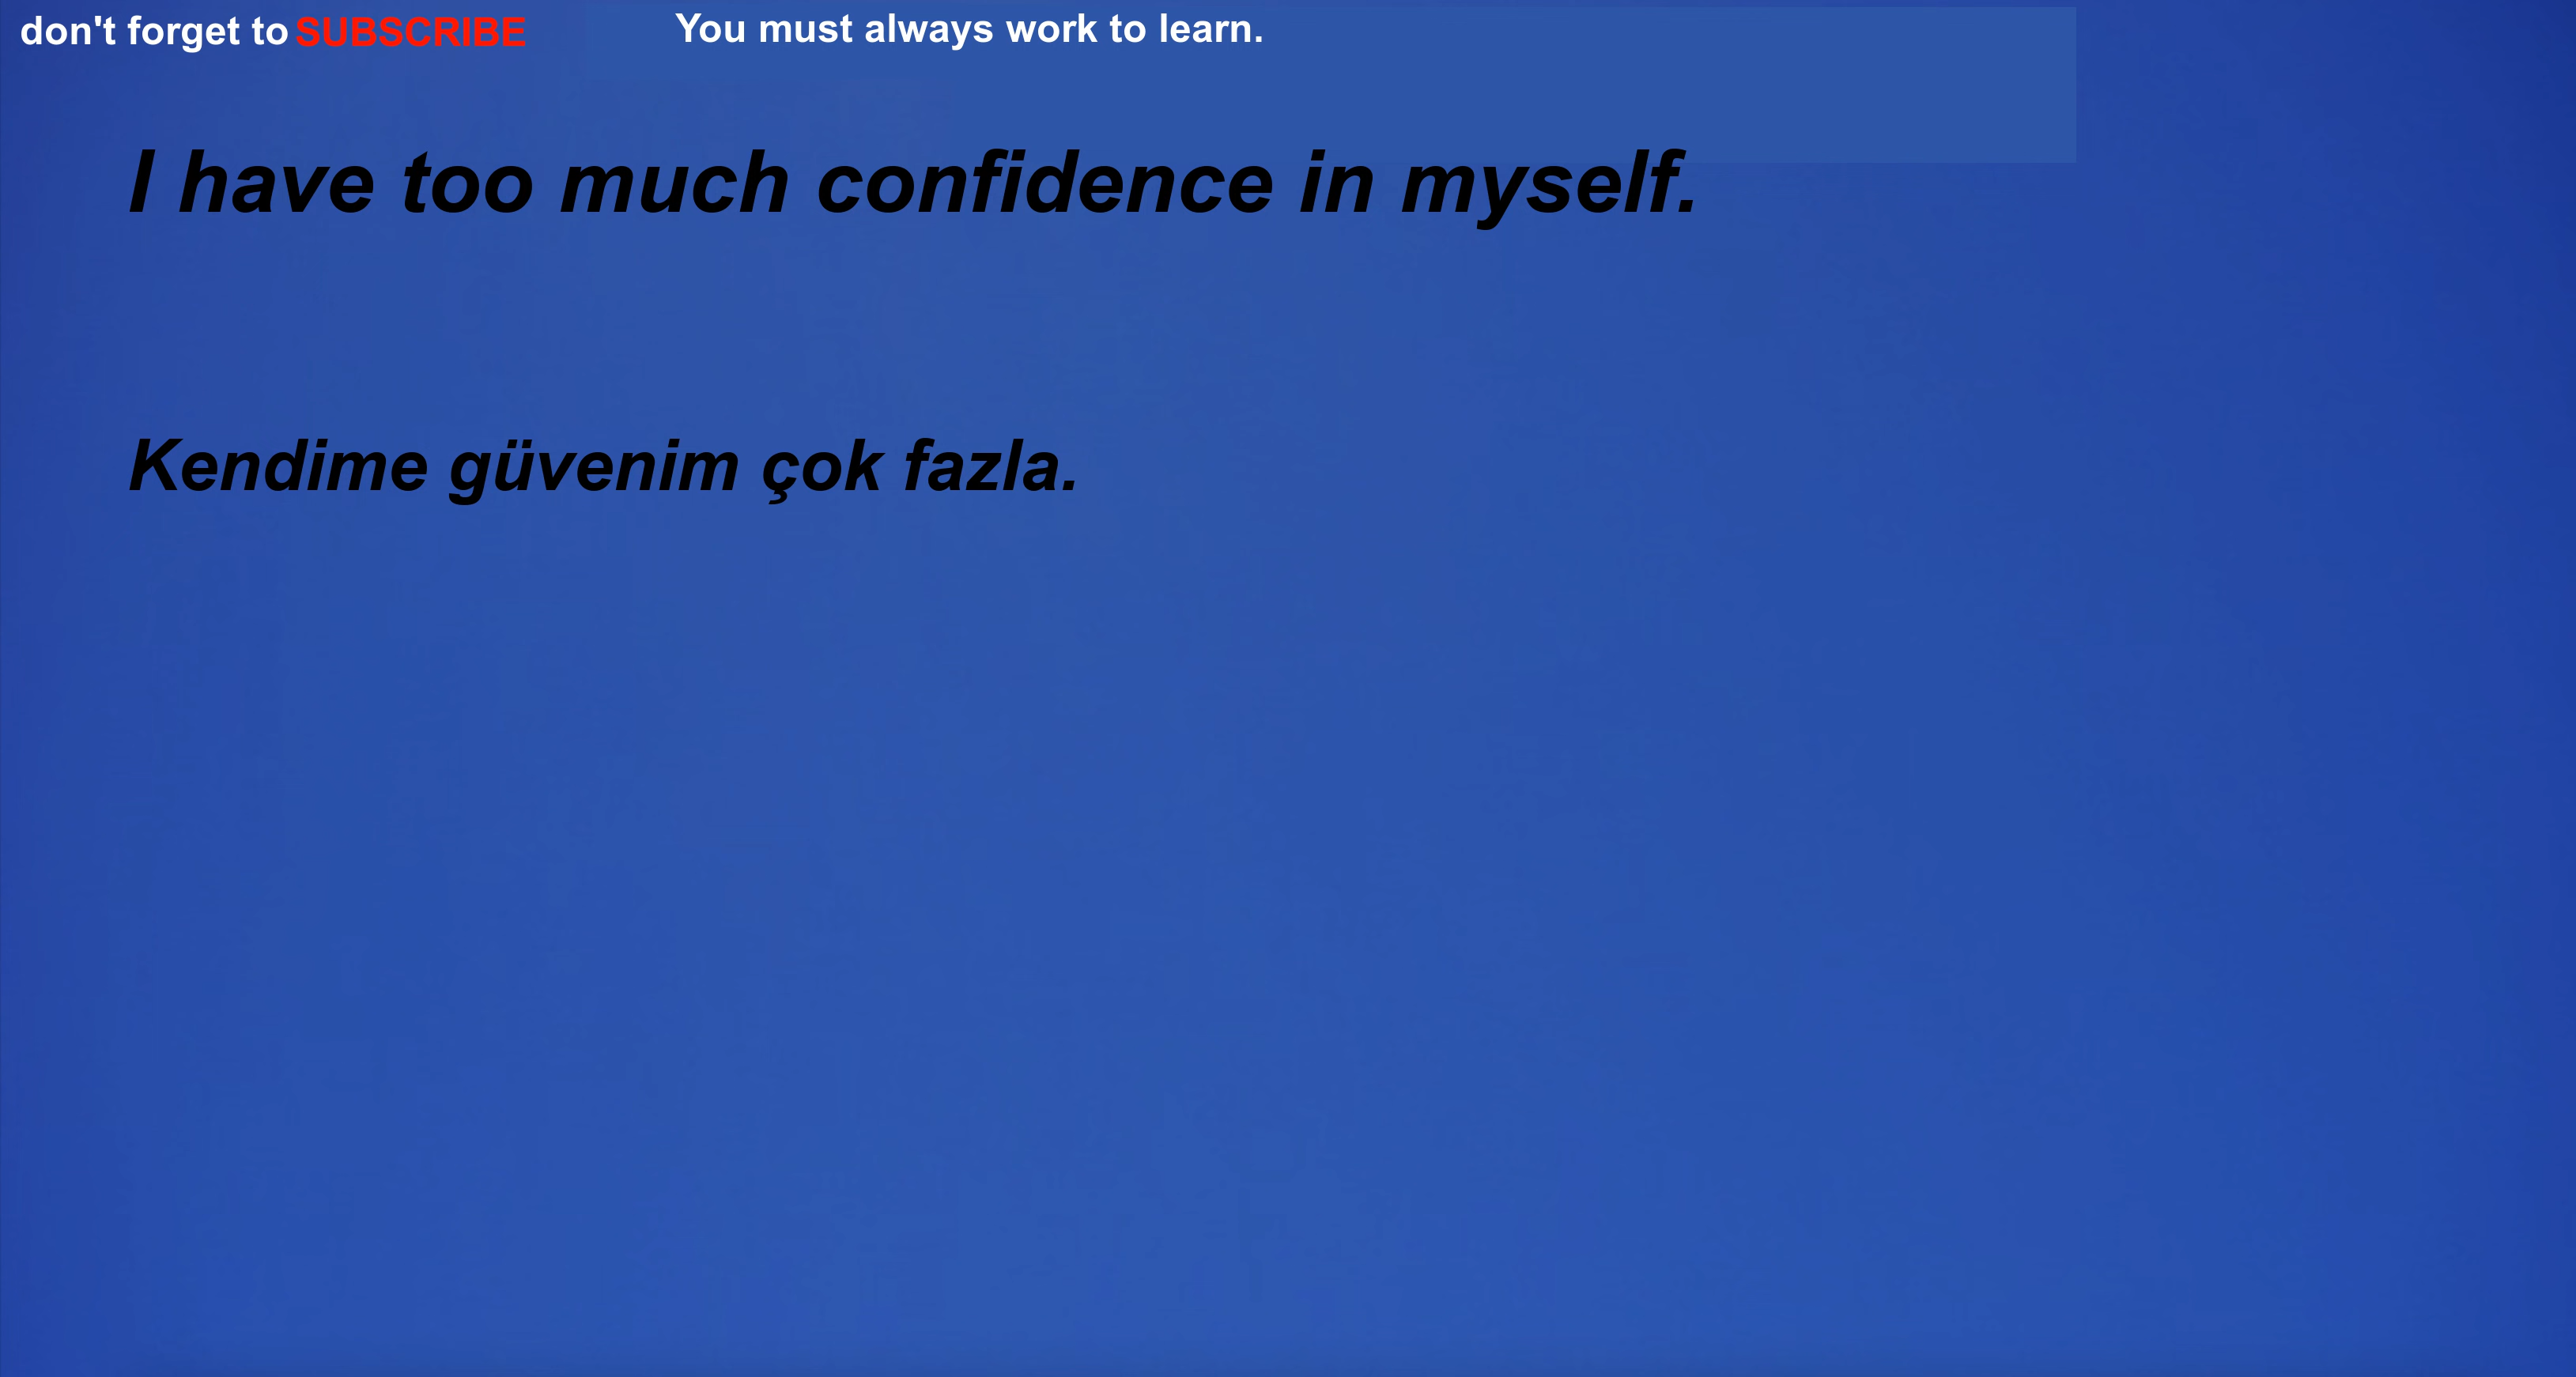 don't forget to SUBSCRIBE You must always work to learn.
I have too much confidence in myself.
Kendime güvenim çok fazla.